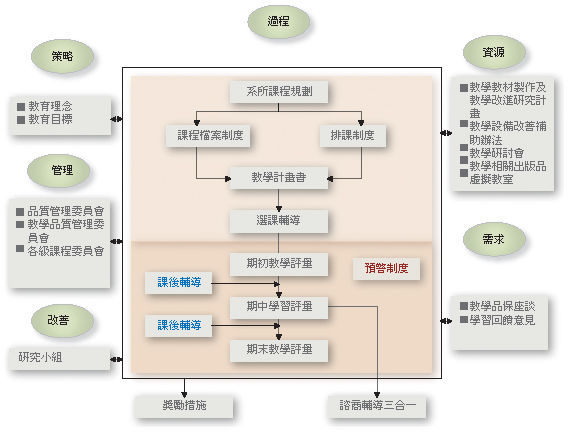 過程
策略
教育理念
教育目標
管理
品質管理委員會
教學品質管理委
員會
各級課程委員會
改善
研究小組
系所課程規劃
課程檔案制度
排課制度
教學計畫書
選課輔導
期初教學評量
預警制度
課後輔導
期中學習評量
課後輔導
期末教學評量
獎勵措施
諮商輔導三合一
資源
教學教材製作及
教學改進研究計
畫
教學設備改善補
助辦法
教學研討會
教學相關出版品
虛擬教室
需求
教學品保座談
學習回饋意見